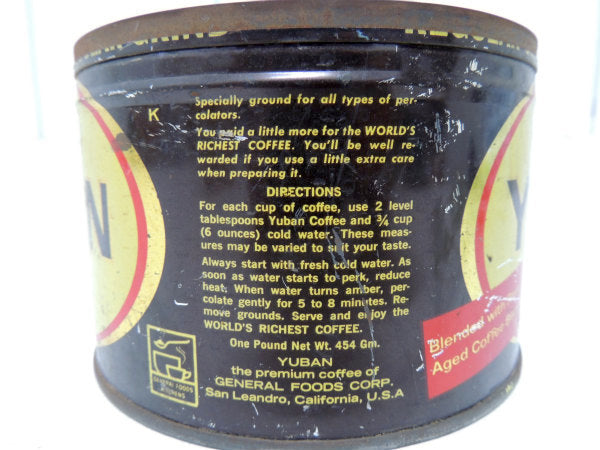 REGULAR
GRIND
K
Specially ground for all types of per-
colators.
You paid a little more for the WORLD'S
RICHEST COFFEE. You'll be well re-
warded if you use a little extra care
when preparing it.
DIRECTIONS
For each cup of coffee, use 2 level
tablespoons Yuban Coffee and ¾ cup
(6 ounces) cold water. These meas-
ures may be varied to suit your taste.
Always start with fresh cold water. As
soon as water starts to perk, reduce
heat. When water turns amber, per-
colate gently for 5 to 8 minutes. Re-
move grounds. Serve and enjoy the
WORLD'S RICHEST COFFEE.
One Pound Net Wt. 454 Gm.
YUBAN
the premium coffee of
GENERAL FOODS CORP.
San Leandro, California, U.S.A
GENERAL FOODS
KITCHENS
N
Y
Blended with
Aged Coffee